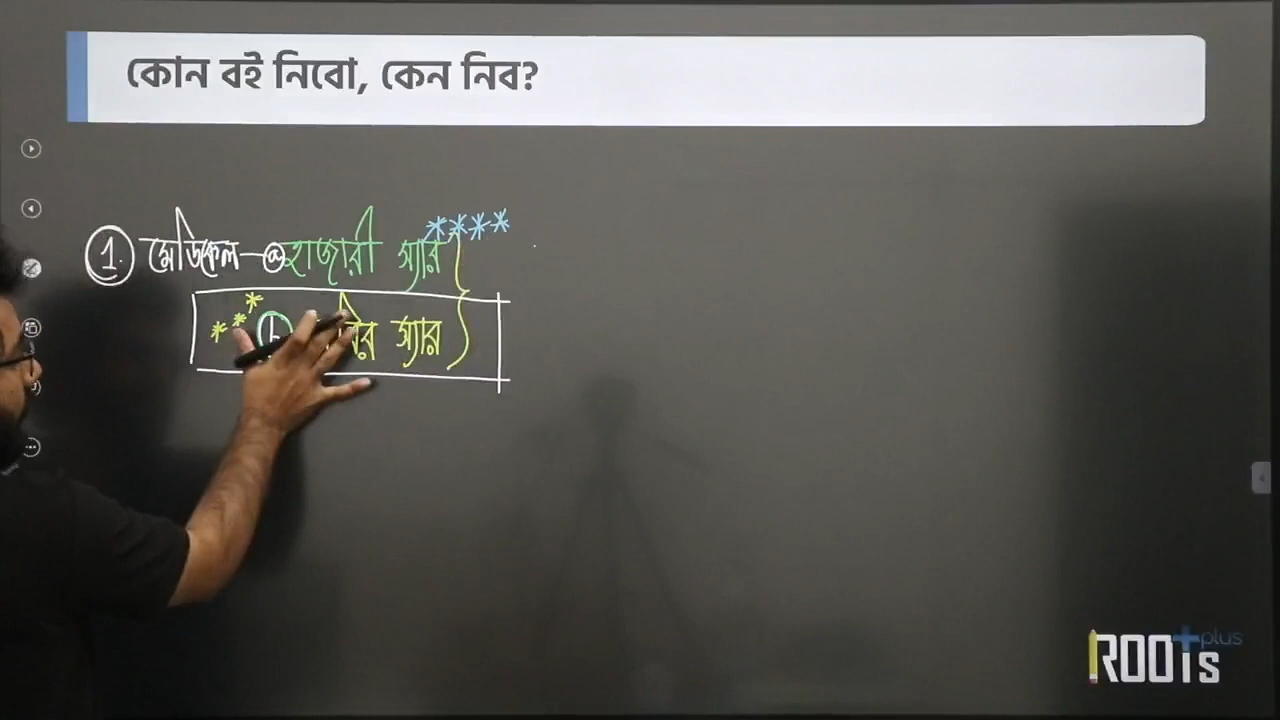 কোন বই নিবো, কেন নিব?
1. মেডিকেল — a হাজারী স্যার ****
*** b স্যার
ROOTs plus